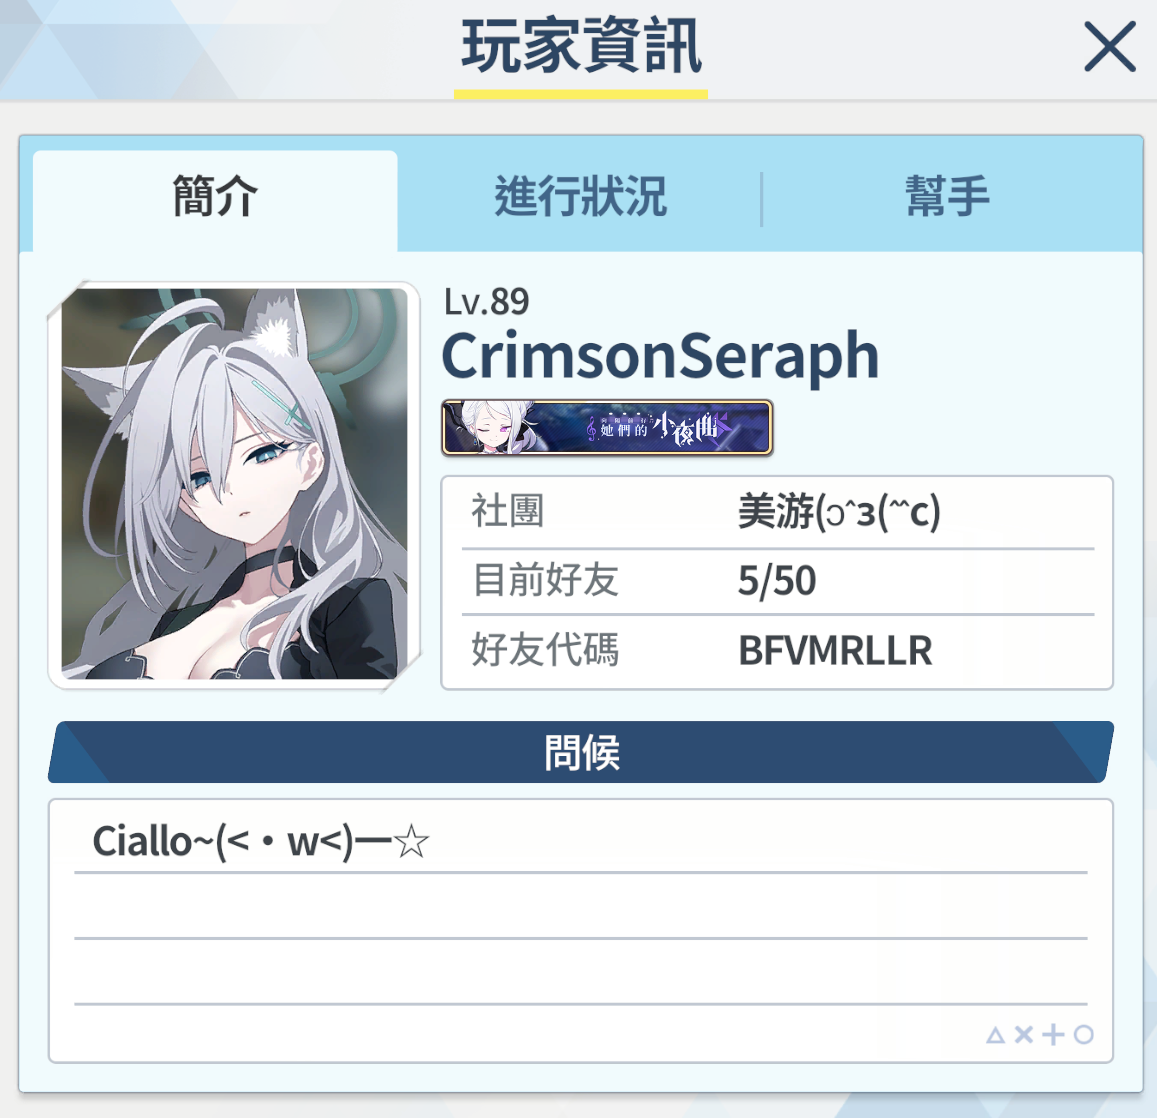 玩家資訊
簡介
進行狀況
幫手
Lv.89
CrimsonSeraph
她們的小夜曲
社團 美游(ɔˆ3(ˆˆc)
目前好友 5/50
好友代碼 BFVMRLLR
問候
Ciallo~(<・w<)一☆